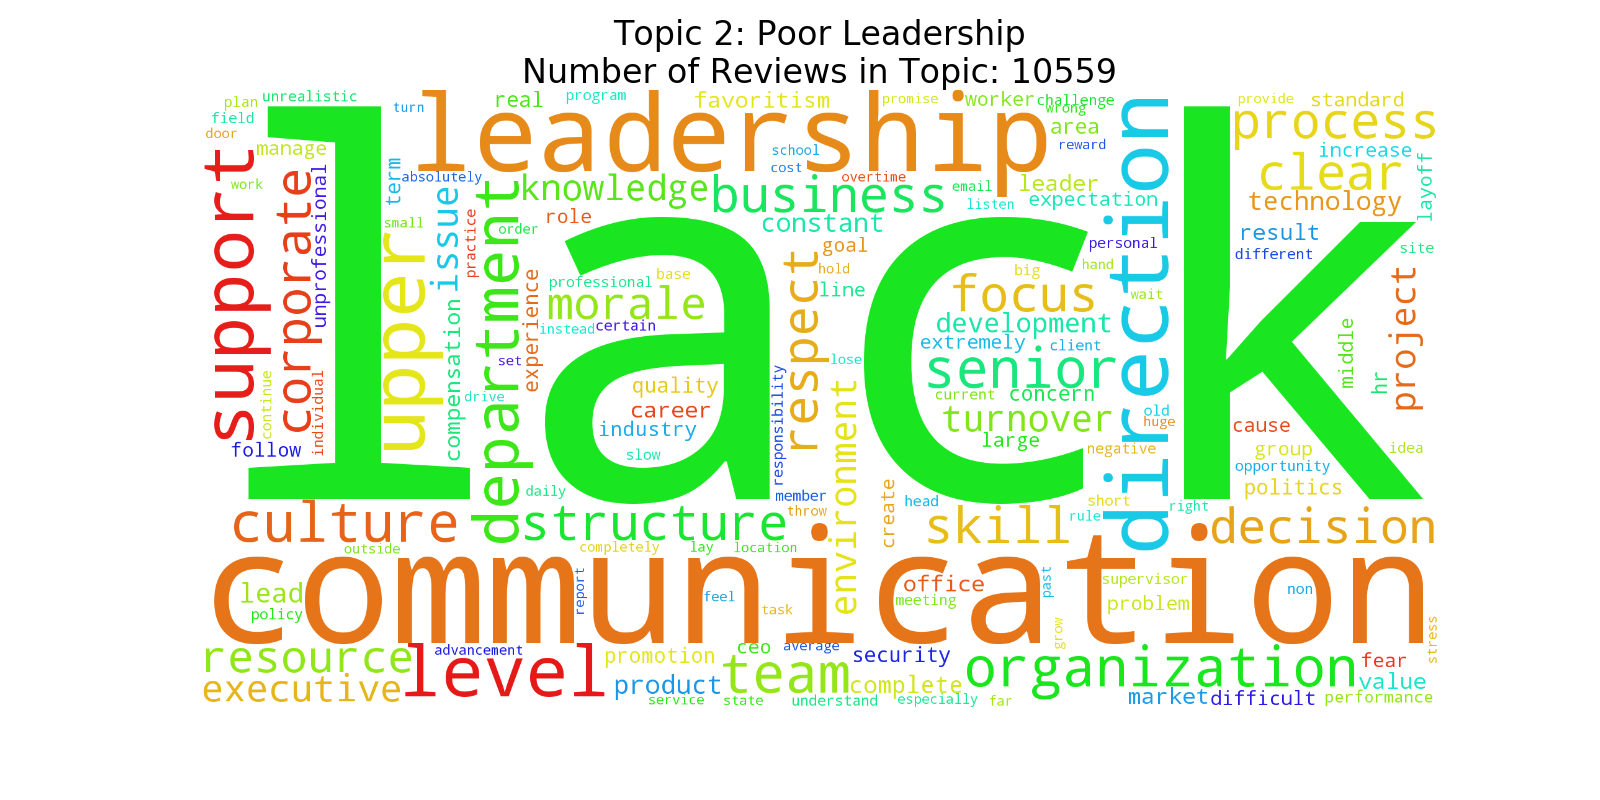 Topic 2: Poor Leadership
Number of Reviews in Topic: 10559
plan
unrealistic
turn
real
program
favoritism
promise
worker
challenge
wrong
provide
standard
field
door
manage
leadership
area
reward
process
increase
school
cost
work
support
corporate
unprofessional
term
absolutely
department
knowledge
business
overtime
email
listen
leader
expectation
direction
clear
technology
layoff
small
upper
issue
practice
order
role
constant
goal
personal
result
different
site
lack
experience
professional
base
hold
big
hand
morale
respect
line
focus
wait
project
instead
certain
development
extremely
client
middle
hr
set
compensation
drive
lose
senior
quality
responsibility
environment
current
concern
continue
individual
career
industry
turnover
old
huge
cause
follow
slow
large
negative
group
idea
opportunity
politics
daily
member
throw
create
head
short
rule
right
culture
structure
skill
decision
outside
completely
lay
location
communication
lead
policy
report
feel
task
office
meeting
past
supervisor
problem
non
grow
stress
resource
advancement
level
promotion
ceo
average
security
organization
fear
value
executive
product
team
complete
market
difficult
performance
service
state
understand
especially
far